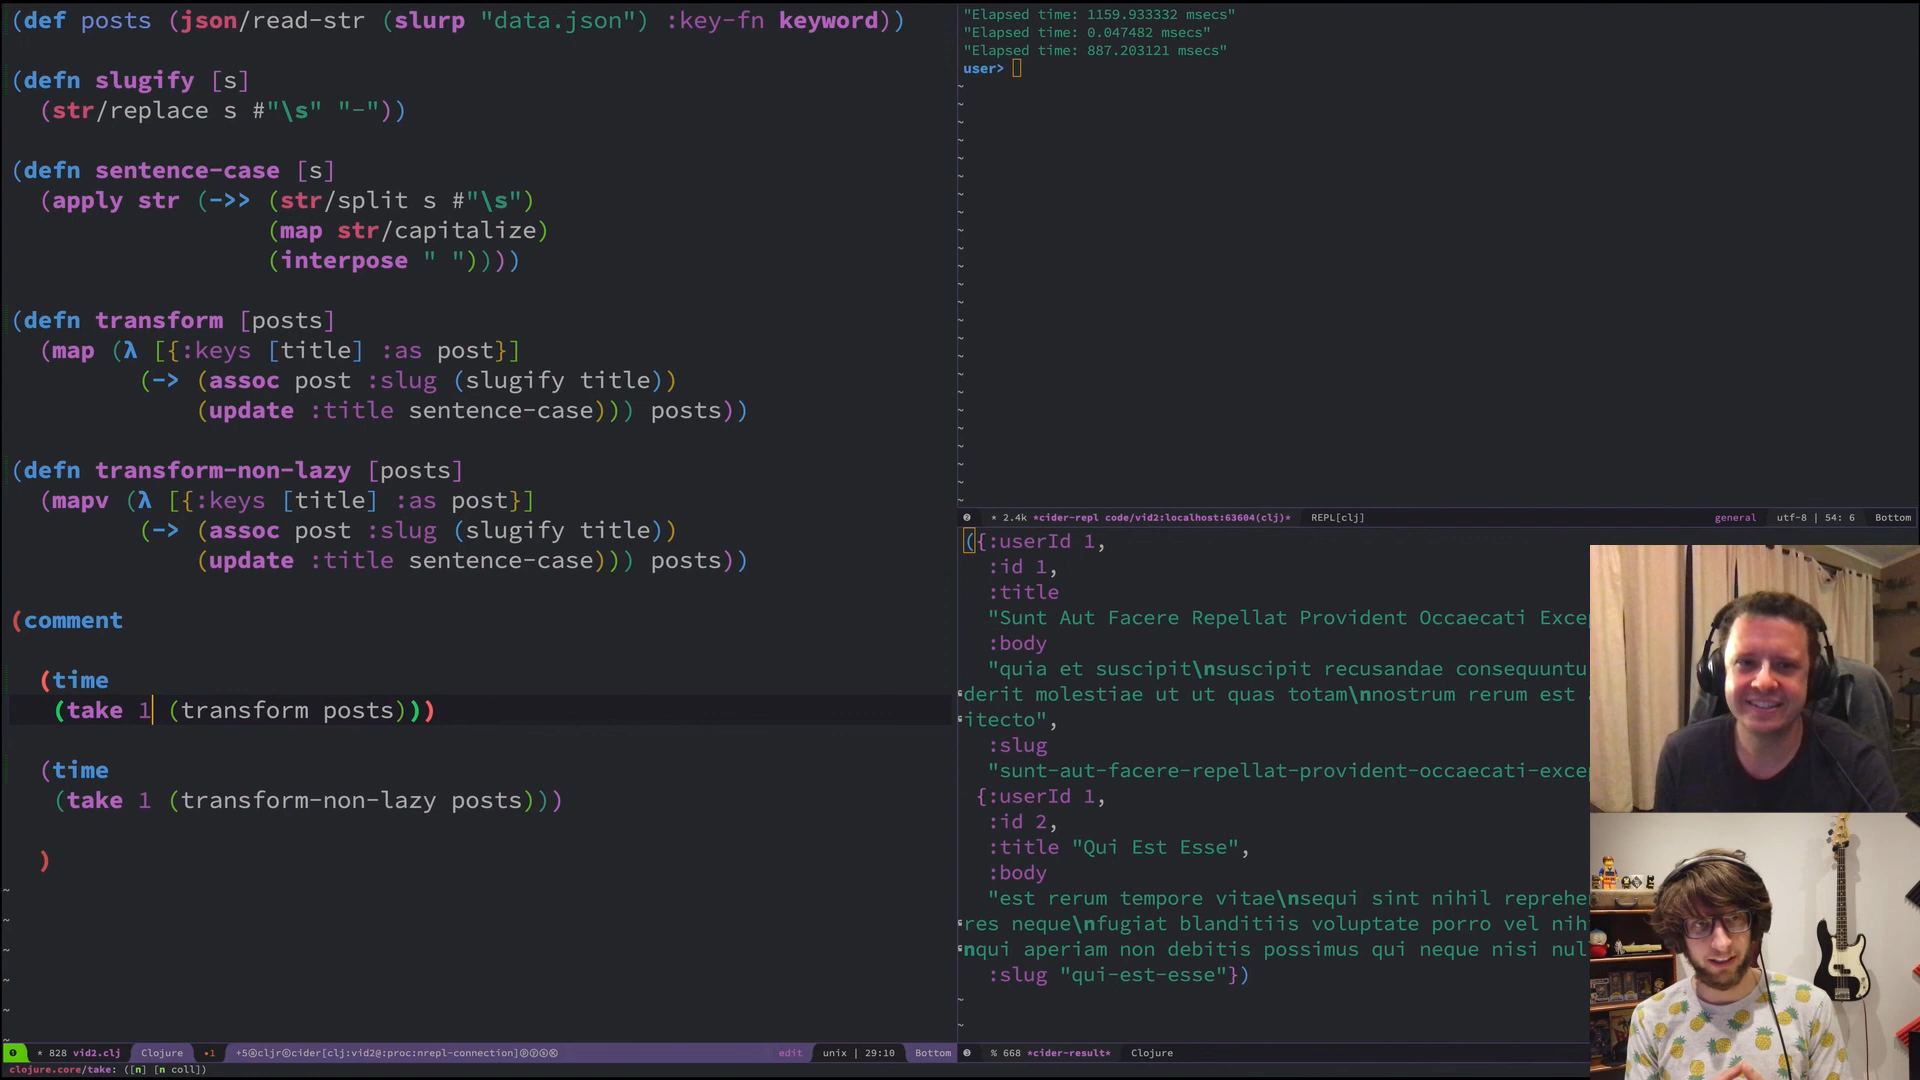 (def posts (json/read-str (slurp "data.json") :key-fn keyword))
(defn slugify [s]
(str/replace s #"\s" "-"))
(defn sentence-case [s]
(apply str (->> (str/split s #"\s")
(map str/capitalize)
(interpose " "))))
(defn transform [posts]
(map (λ [{:keys [title] :as post}]
(-> (assoc post :slug (slugify title))
(update :title sentence-case))) posts))
(defn transform-non-lazy [posts]
(mapv (λ [{:keys [title] :as post}]
(-> (assoc post :slug (slugify title))
(update :title sentence-case))) posts))
(comment
(time
(take 1 (transform posts)))
(time
(take 1 (transform-non-lazy posts)))
)
* 828 vid2.clj Clojure •1 edit unix | 29:10 Bottom
clojure.core/take: ([n] [n coll])
"Elapsed time: 1159.933332 msecs"
"Elapsed time: 0.047482 msecs"
"Elapsed time: 887.203121 msecs"
user>
* 2.4k *cider-repl code/vid2:localhost:63604(clj)* REPL[clj] general utf-8 | 54: 6 Bottom
({:userId 1,
:id 1,
:title
"Sunt Aut Facere Repellat Provident Occaecati Exce
:body
"quia et suscipit\nsuscipit recusandae consequuntu
derit molestiae ut ut quas totam\nnostrum rerum est
itecto",
:slug
"sunt-aut-facere-repellat-provident-occaecati-exce
{:userId 1,
:id 2,
:title "Qui Est Esse",
:body
"est rerum tempore vitae\nsequi sint nihil reprehe
res neque\nfugiat blanditiis voluptate porro vel nih
nqui aperiam non debitis possimus qui neque nisi nul
:slug "qui-est-esse"})
% 668 *cider-result* Clojure